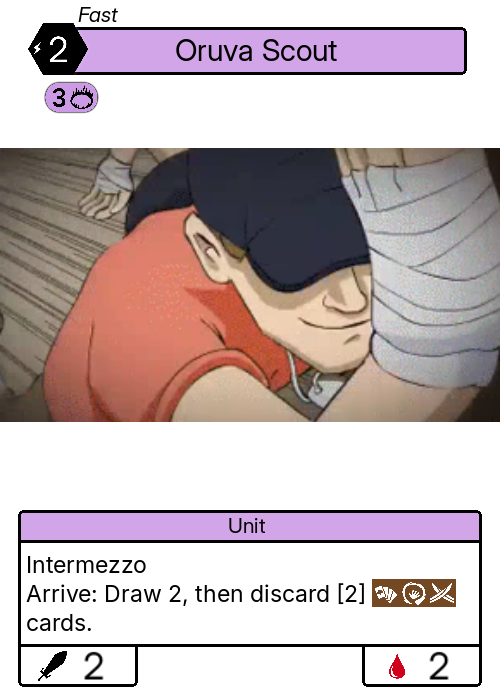 Fast
2
Oruva Scout
3
Unit
Intermezzo
Arrive: Draw 2, then discard [2]
cards.
2
2